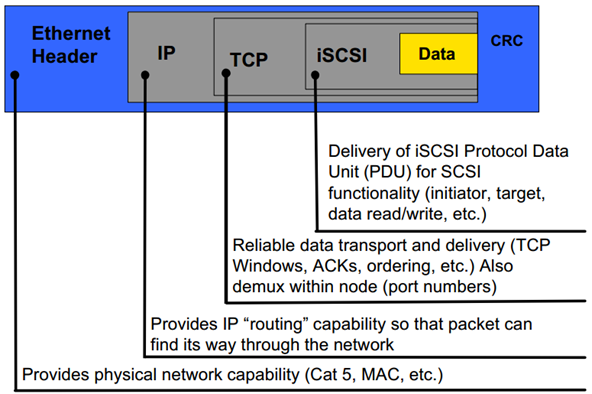 Ethernet
Header
IP
TCP
iSCSI
Data
CRC
Delivery of iSCSI Protocol Data
Unit (PDU) for SCSI
functionality (initiator, target,
data read/write, etc.)
Reliable data transport and delivery (TCP
Windows, ACKs, ordering, etc.) Also
demux within node (port numbers)
Provides IP “routing” capability so that packet can
find its way through the network
Provides physical network capability (Cat 5, MAC, etc.)